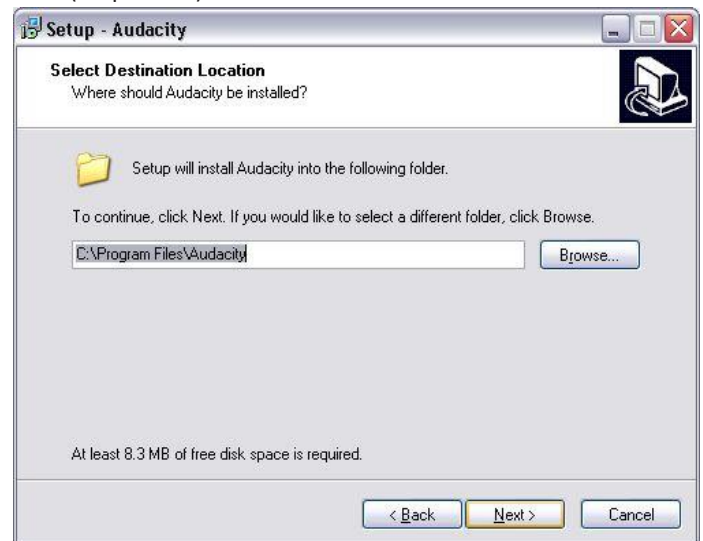 Setup - Audacity
Select Destination Location
Where should Audacity be installed?
Setup will install Audacity into the following folder.
To continue, click Next. If you would like to select a different folder, click Browse.
C:\Program Files\Audacity
Browse...
At least 8.3 MB of free disk space is required.
< Back Next > Cancel